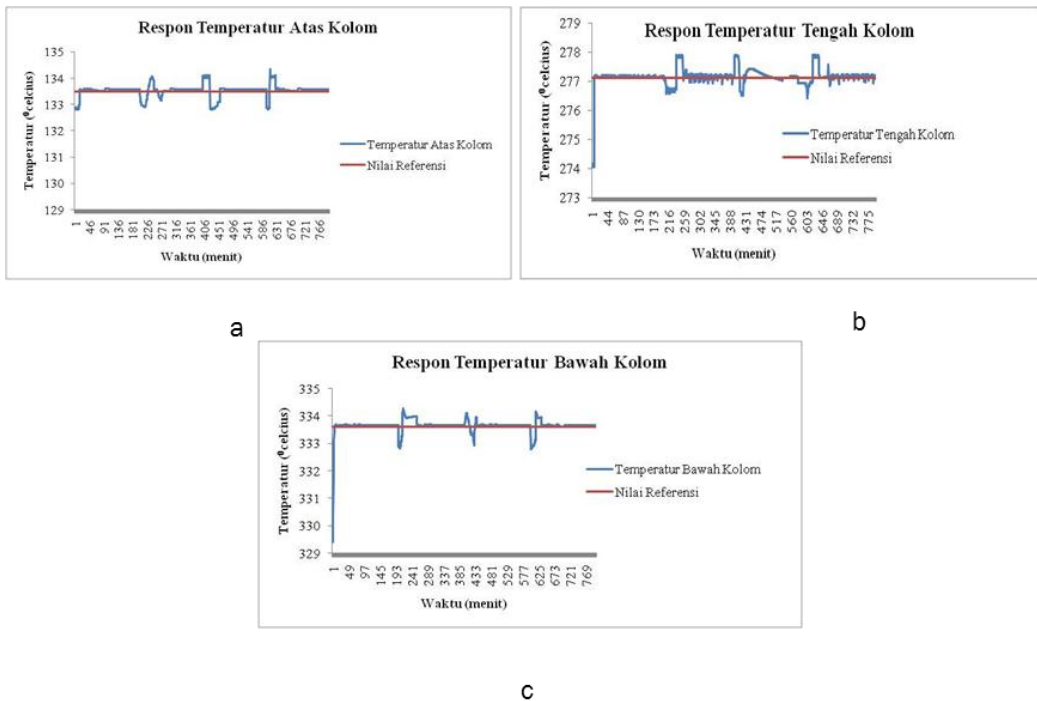 Respon Temperatur Atas Kolom
Temperatur (⁰celcius)
135
134
133
132
131
130
129
Temperatur Atas Kolom
Nilai Referensi
1 46 91 136 181 226 271 316 361 406 451 496 541 586 631 676 721 766
Waktu (menit)
a
Respon Temperatur Tengah Kolom
Temperatur (⁰celcius)
279
278
277
276
275
274
273
Temperatur Tengah Kolom
Nilai Referensi
1 44 87 130 173 216 259 302 345 388 431 474 517 560 603 646 689 732 775
Waktu (menit)
b
Respon Temperatur Bawah Kolom
Temperatur (⁰celcius)
335
334
333
332
331
330
329
Temperatur Bawah Kolom
Nilai Referensi
1 49 97 145 193 241 289 337 385 433 481 529 577 625 673 721 769
Waktu (menit)
c